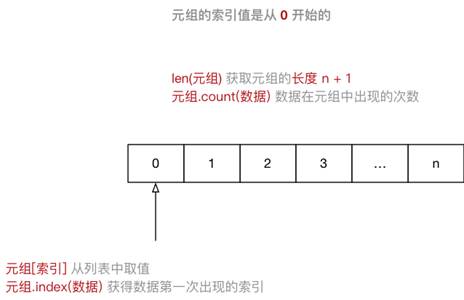 元组的索引值是从 0 开始的
len(元组) 获取元组的长度 n + 1
元组.count(数据) 数据在元组中出现的次数
0 1 2 3 ... n
元组[索引] 从列表中取值
元组.index(数据) 获得数据第一次出现的索引